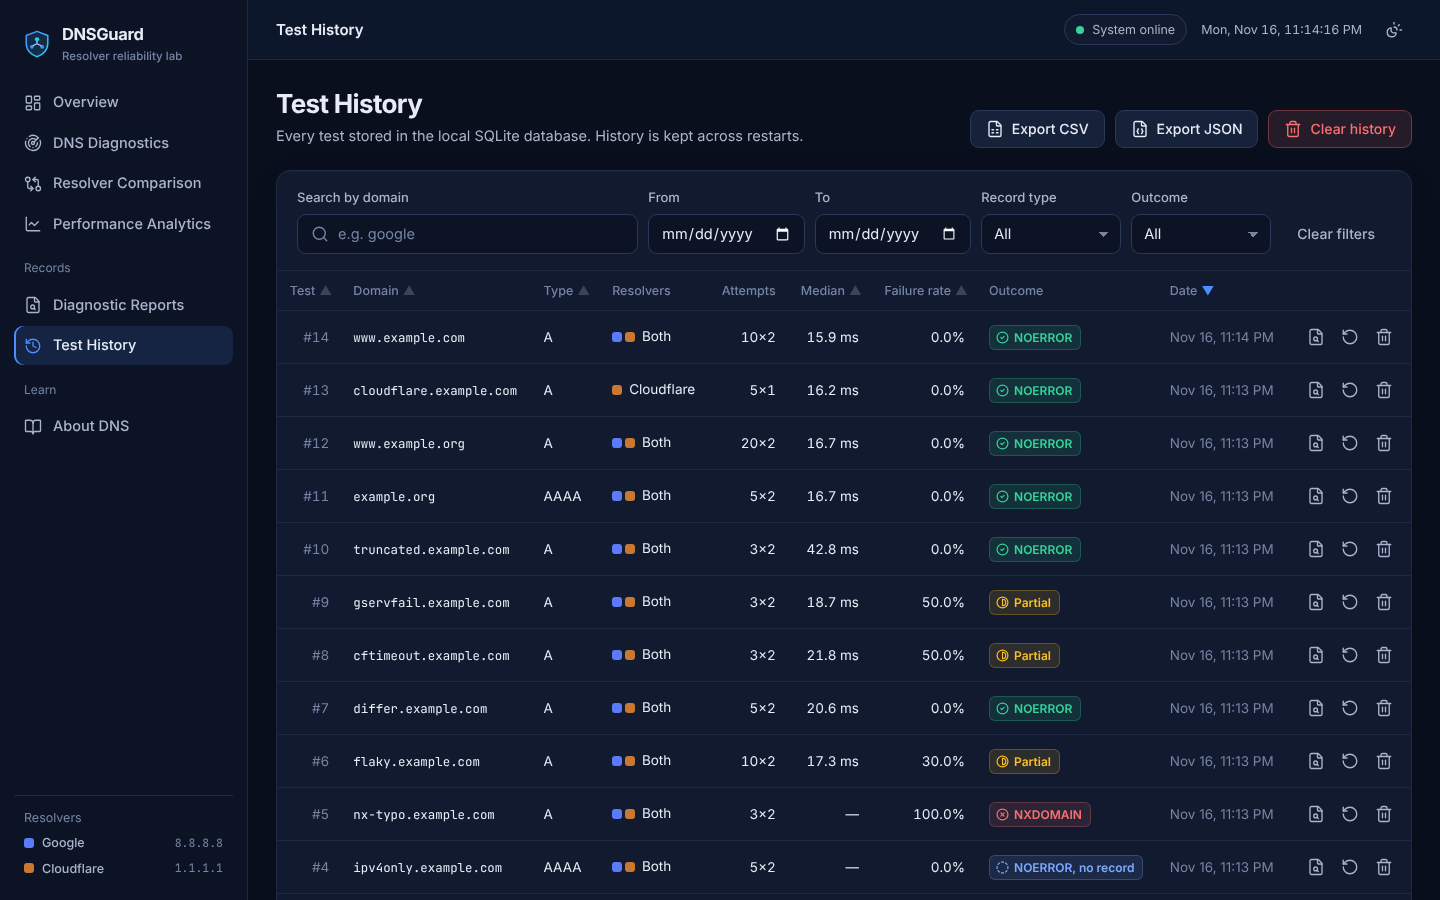 DNSGuard
Resolver reliability lab
Overview
DNS Diagnostics
Resolver Comparison
Performance Analytics
Records
Diagnostic Reports
Test History
Learn
About DNS
Resolvers
Google 8.8.8.8
Cloudflare 1.1.1.1
Test History
System online
Mon, Nov 16, 11:14:16 PM
Test History
Every test stored in the local SQLite database. History is kept across restarts.
Export CSV
Export JSON
Clear history
Search by domain From To Record type Outcome
e.g. google mm/dd/yyyy mm/dd/yyyy All All Clear filters
Test Domain Type Resolvers Attempts Median Failure rate Outcome Date
#14 www.example.com A Both 10×2 15.9 ms 0.0% NOERROR Nov 16, 11:14 PM
#13 cloudflare.example.com A Cloudflare 5×1 16.2 ms 0.0% NOERROR Nov 16, 11:13 PM
#12 www.example.org A Both 20×2 16.7 ms 0.0% NOERROR Nov 16, 11:13 PM
#11 example.org AAAA Both 5×2 16.7 ms 0.0% NOERROR Nov 16, 11:13 PM
#10 truncated.example.com A Both 3×2 42.8 ms 0.0% NOERROR Nov 16, 11:13 PM
#9 gservfail.example.com A Both 3×2 18.7 ms 50.0% Partial Nov 16, 11:13 PM
#8 cftimeout.example.com A Both 3×2 21.8 ms 50.0% Partial Nov 16, 11:13 PM
#7 differ.example.com A Both 5×2 20.6 ms 0.0% NOERROR Nov 16, 11:13 PM
#6 flaky.example.com A Both 10×2 17.3 ms 30.0% Partial Nov 16, 11:13 PM
#5 nx-typo.example.com A Both 3×2 — 100.0% NXDOMAIN Nov 16, 11:13 PM
#4 ipv4only.example.com AAAA Both 5×2 — 0.0% NOERROR, no record Nov 16, 11:13 PM